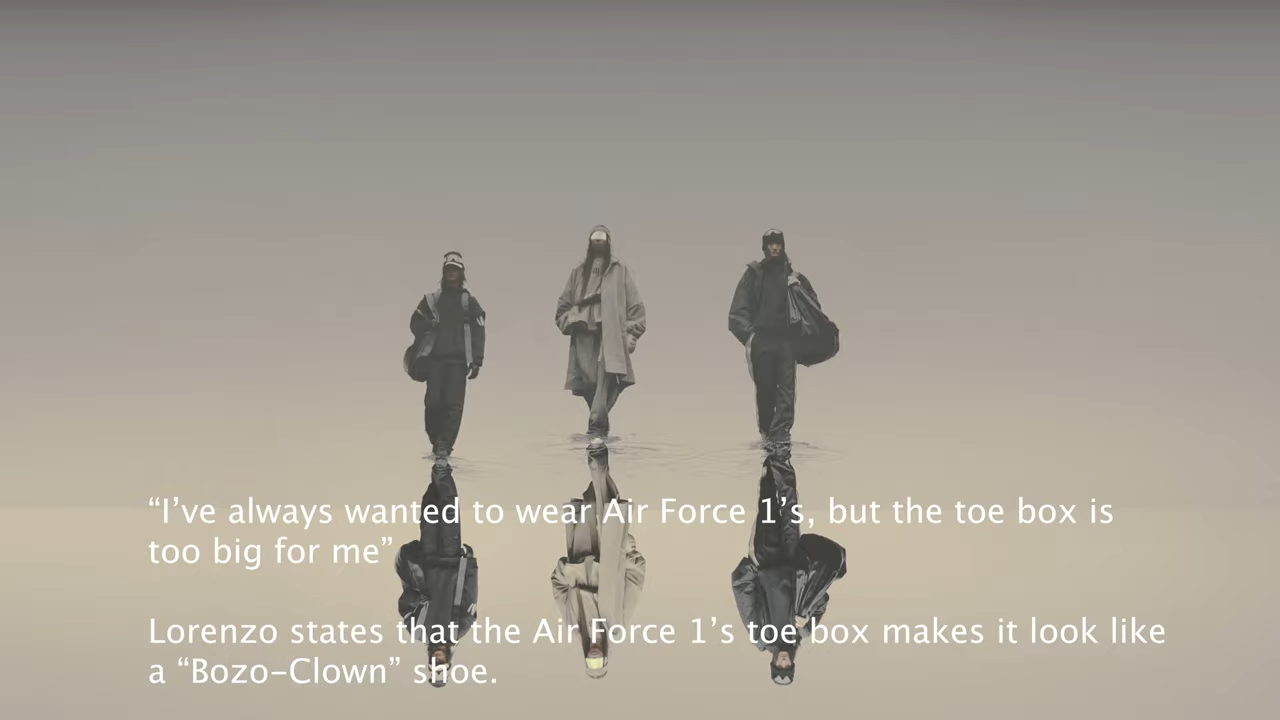 “I’ve always wanted to wear Air Force 1’s, but the toe box is
too big for me”
Lorenzo states that the Air Force 1’s toe box makes it look like
a “Bozo–Clown” shoe.